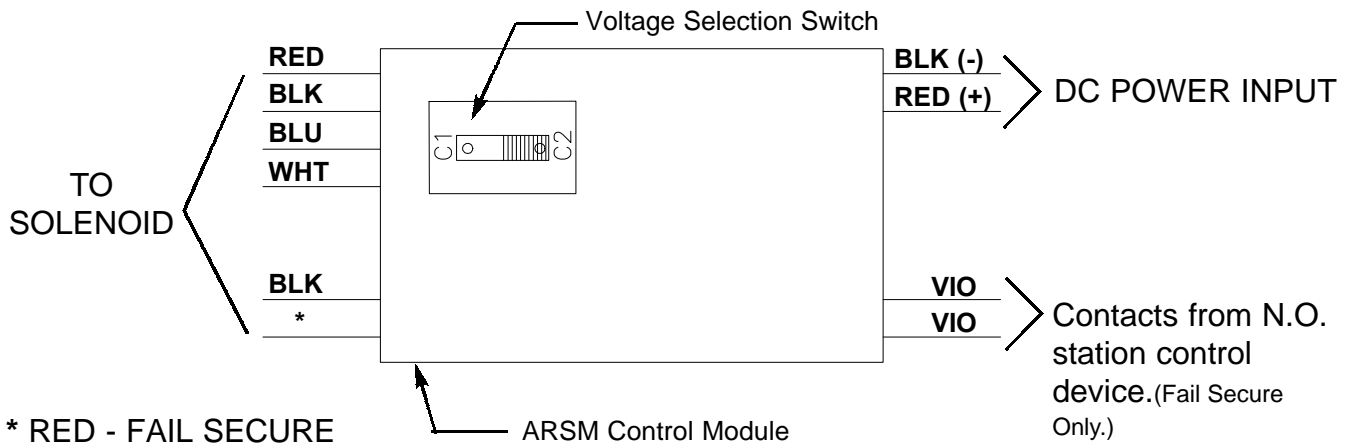 Voltage Selection Switch
RED
BLK
BLU
WHT
C1
C2
BLK (-)
RED (+)
DC POWER INPUT
TO
SOLENOID
BLK
*
VIO
VIO
Contacts from N.O.
station control
device.(Fail Secure
Only.)
* RED - FAIL SECURE
ARSM Control Module